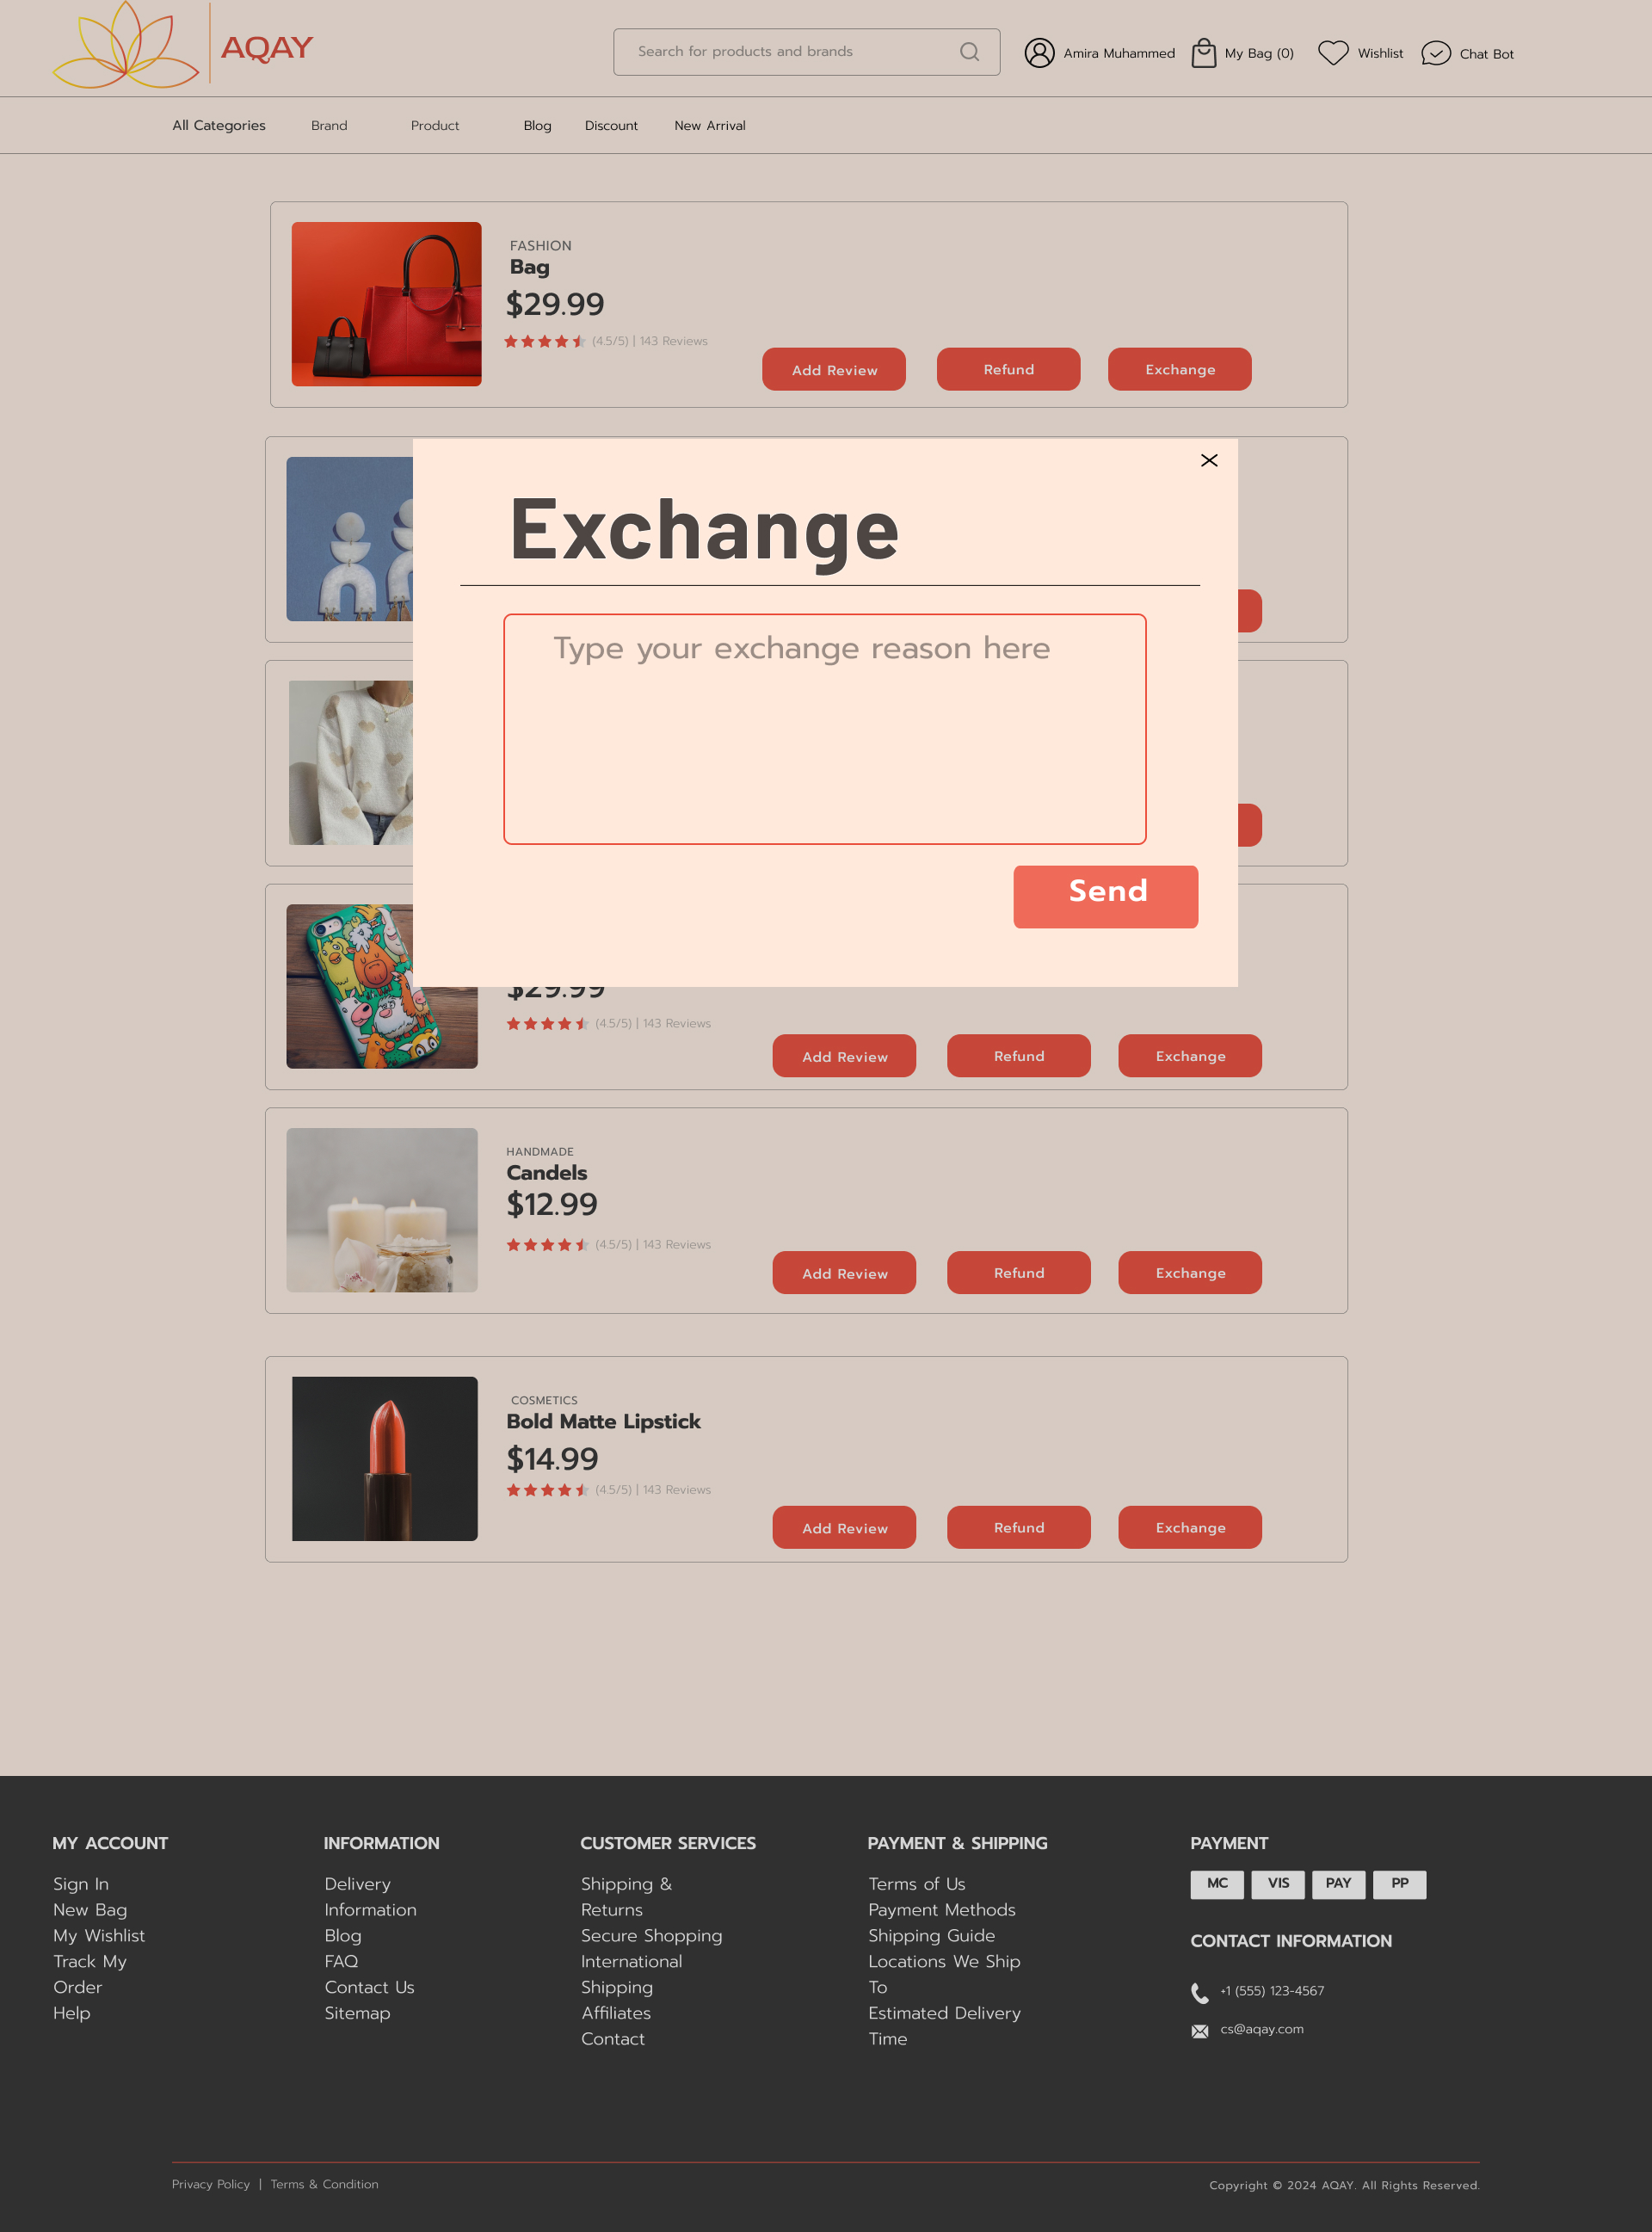 AQAY
Search for products and brands
Amira Muhammed
My Bag (0)
Wishlist
Chat Bot
All Categories
Brand
Product
Blog
Discount
New Arrival
FASHION
Bag
$29.99
(4.5/5) | 143 Reviews
Add Review
Refund
Exchange
Exchange
Type your exchange reason here
Send
$29.99
(4.5/5) | 143 Reviews
Add Review
Refund
Exchange
HANDMADE
Candels
$12.99
(4.5/5) | 143 Reviews
Add Review
Refund
Exchange
COSMETICS
Bold Matte Lipstick
$14.99
(4.5/5) | 143 Reviews
Add Review
Refund
Exchange
MY ACCOUNT
Sign In
New Bag
My Wishlist
Track My
Order
Help
INFORMATION
Delivery
Information
Blog
FAQ
Contact Us
Sitemap
CUSTOMER SERVICES
Shipping &
Returns
Secure Shopping
International
Shipping
Affiliates
Contact
PAYMENT & SHIPPING
Terms of Us
Payment Methods
Shipping Guide
Locations We Ship
To
Estimated Delivery
Time
PAYMENT
MC
VIS
PAY
PP
CONTACT INFORMATION
+1 (555) 123-4567
cs@aqay.com
Privacy Policy | Terms & Condition
Copyright © 2024 AQAY. All Rights Reserved.